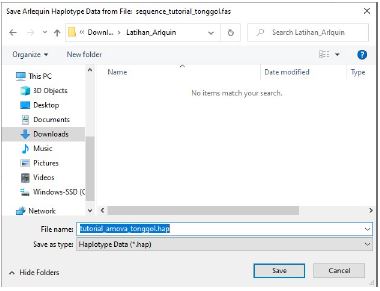 Save Arlequin Haplotype Data from File: sequence_tutorial_tonggol.fas
« Downl... > Latihan_Arlquin
Search Latihan_Arlquin
Organize
New folder
Name
Date modified
Type
This PC
3D Objects
Desktop
Documents
Downloads
Music
Pictures
Videos
Windows-SSD (C
Network
No items match your search.
File name: tutorial_amova_tonggol.hap
Save as type: Haplotype Data (*.hap)
Hide Folders
Save
Cancel